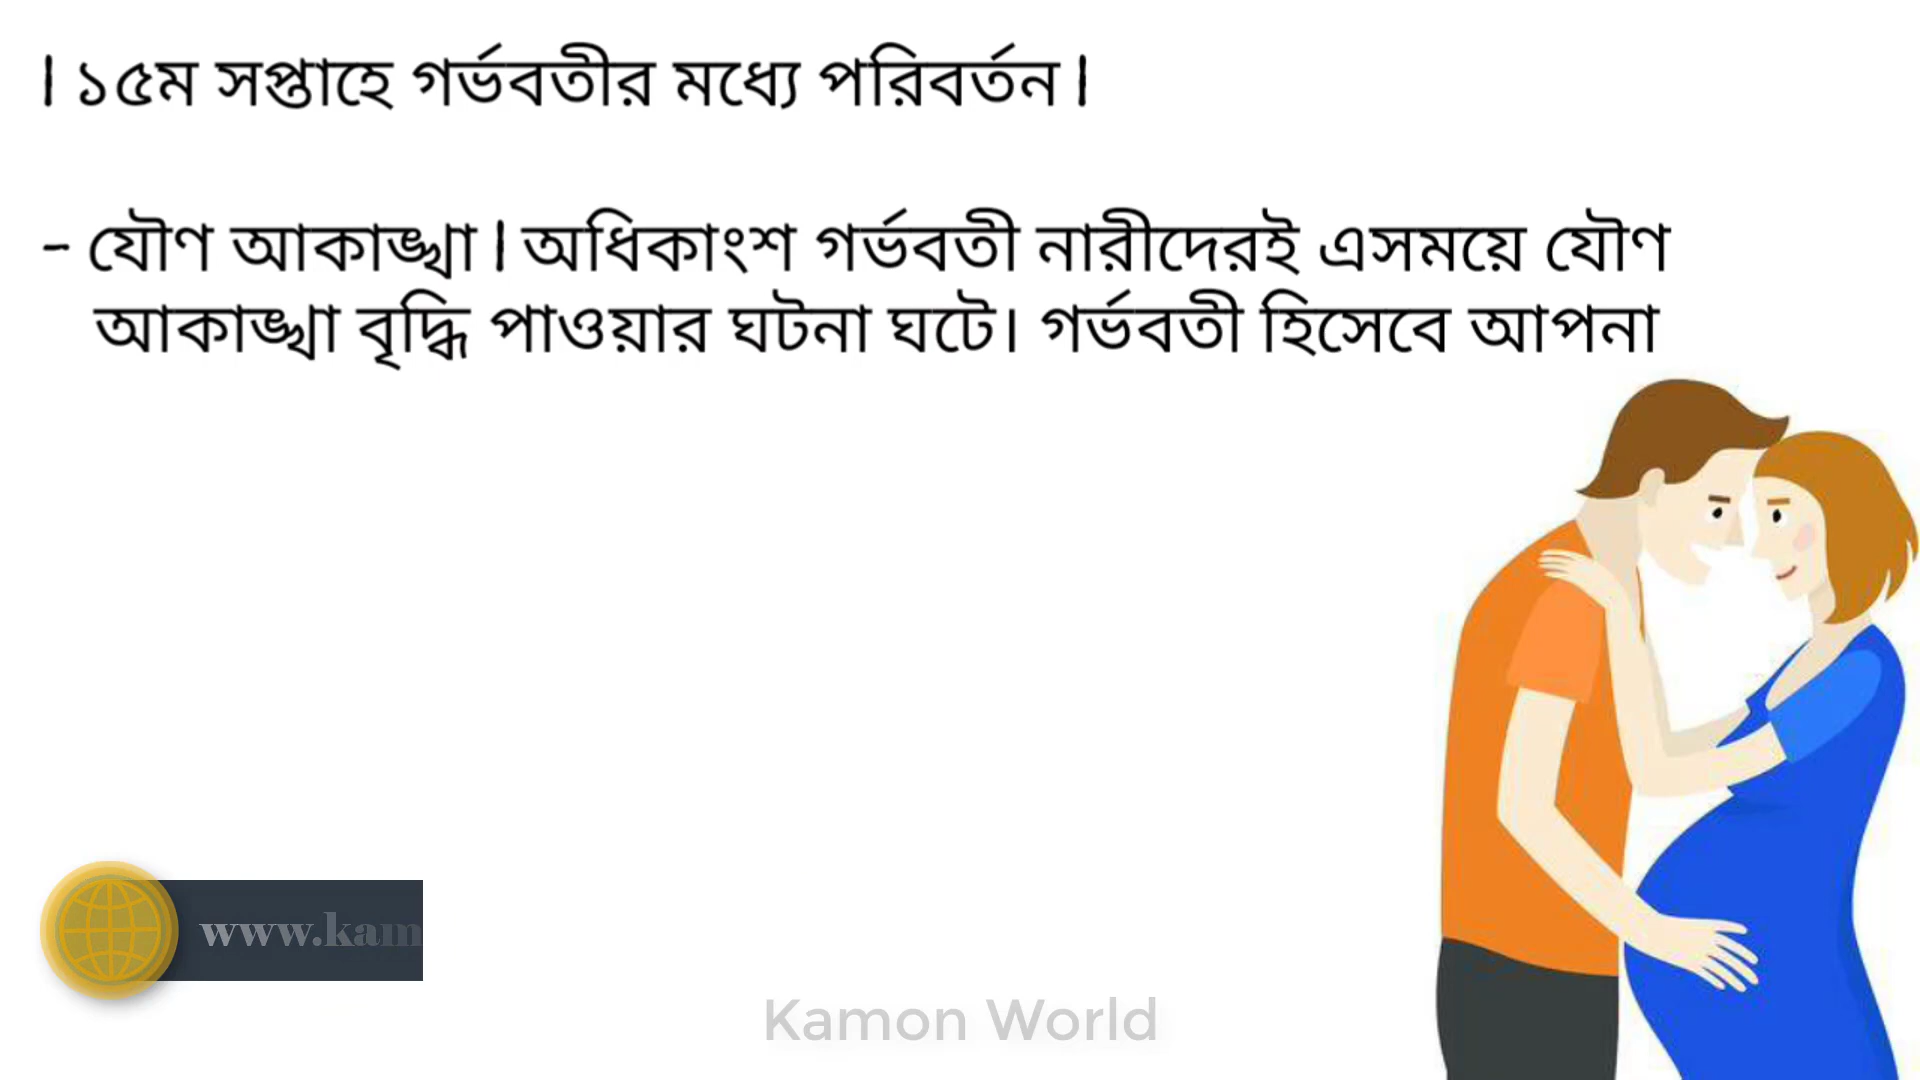 | ১৫ম সপ্তাহে গর্ভবতীর মধ্যে পরিবর্তন |
- যৌণ আকাঙ্খা | অধিকাংশ গর্ভবতী নারীদেরই এসময়ে যৌণ
আকাঙ্খা বৃদ্ধি পাওয়ার ঘটনা ঘটে। গর্ভবতী হিসেবে আপনা
www.kam
Kamon World